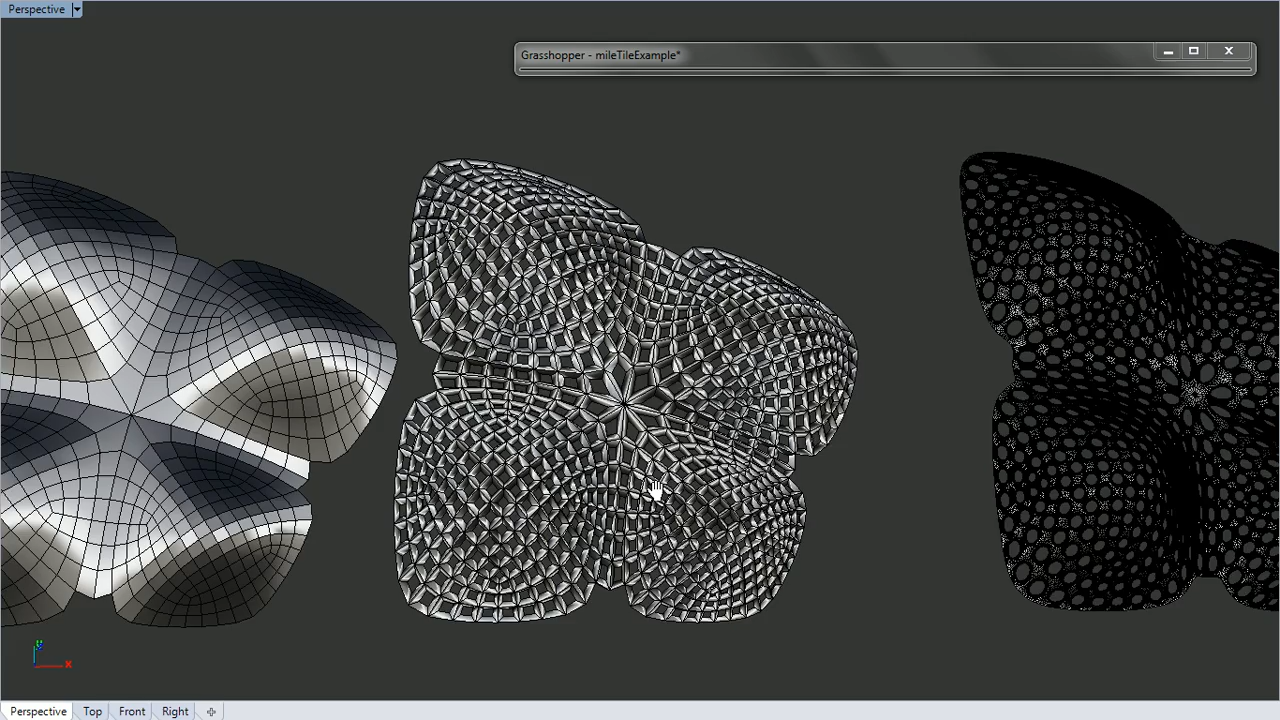 Perspective
Grasshopper - mileTileExample*
x
Perspective Top Front Right